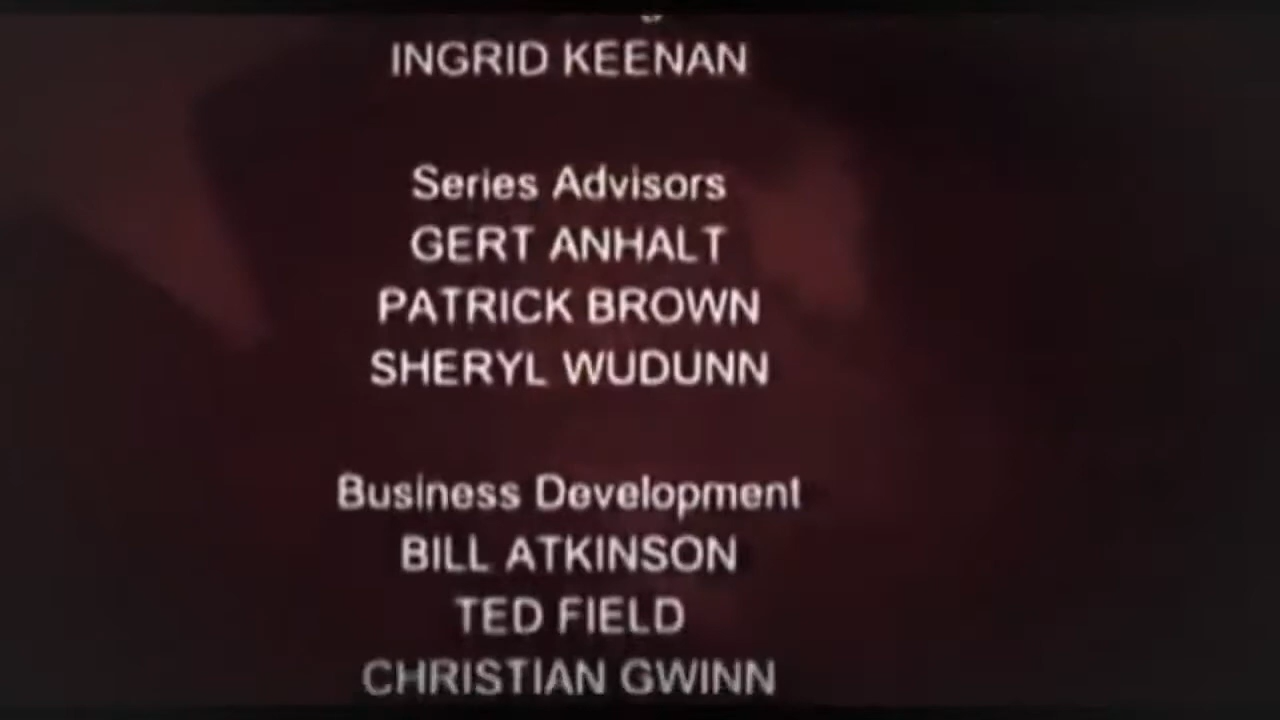 INGRID KEENAN
Series Advisors
GERT ANHALT
PATRICK BROWN
SHERYL WUDUNN
Business Development
BILL ATKINSON
TED FIELD
CHRISTIAN GWINN